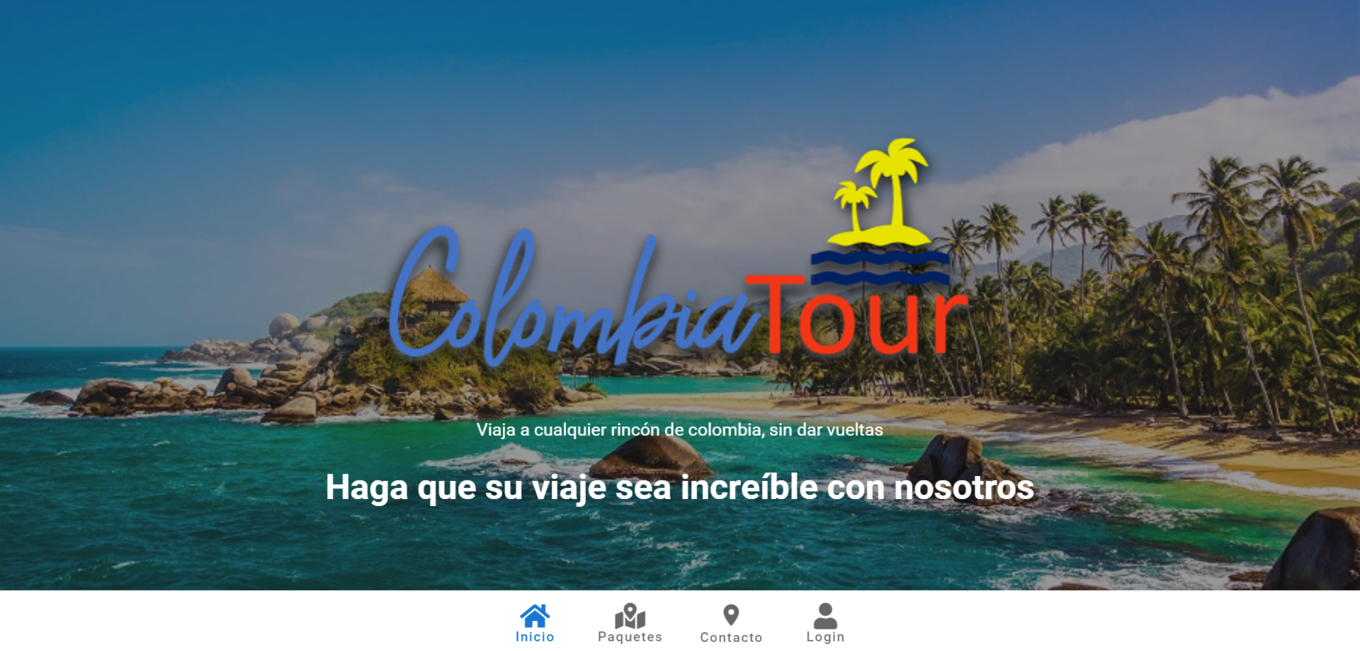 ColombiaTour
Viaja a cualquier rincón de colombia, sin dar vueltas
Haga que su viaje sea increíble con nosotros
Inicio Paquetes Contacto Login